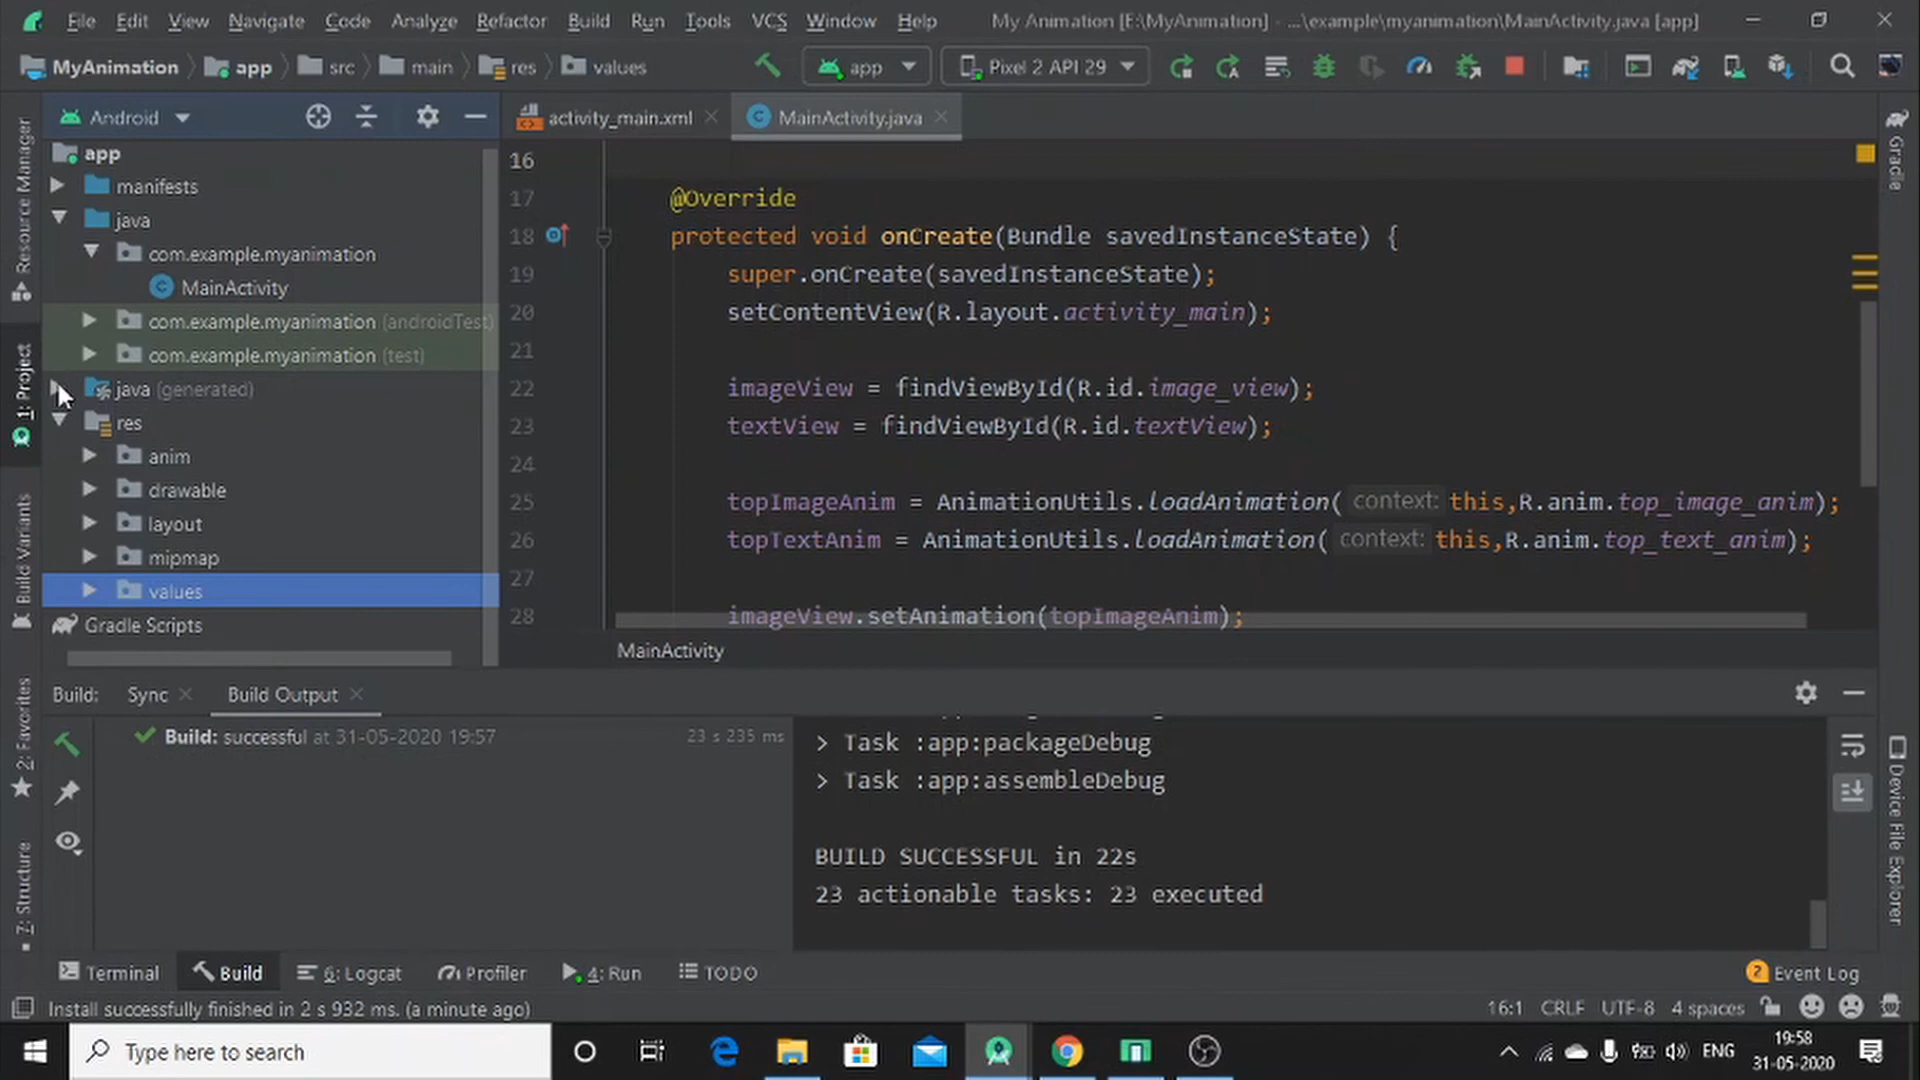 File Edit View Navigate Code Analyze Refactor Build Run Tools VCS Window Help My Animation [E:\MyAnimation] - ...\example\myanimation\MainActivity.java [app]
MyAnimation app src main res values app Pixel 2 API 29
Android activity_main.xml MainActivity.java
app
manifests
java
com.example.myanimation
MainActivity
com.example.myanimation (androidTest)
com.example.myanimation (test)
java (generated)
res
anim
drawable
layout
mipmap
values
Gradle Scripts
16
17 @Override
18 protected void onCreate(Bundle savedInstanceState) {
19 super.onCreate(savedInstanceState);
20 setContentView(R.layout.activity_main);
21
22 imageView = findViewById(R.id.image_view);
23 textView = findViewById(R.id.textView);
24
25 topImageAnim = AnimationUtils.loadAnimation( context: this,R.anim.top_image_anim);
26 topTextAnim = AnimationUtils.loadAnimation( context: this,R.anim.top_text_anim);
27
28 imageView.setAnimation(topImageAnim);
MainActivity
Resource Manager
1: Project
Build Variants
2: Favorites
7: Structure
Gradle
Device File Explorer
Build: Sync Build Output
Build: successful at 31-05-2020 19:57 23 s 235 ms
> Task :app:packageDebug
> Task :app:assembleDebug
BUILD SUCCESSFUL in 22s
23 actionable tasks: 23 executed
Terminal Build 6: Logcat Profiler 4: Run TODO 2 Event Log
Install successfully finished in 2 s 932 ms. (a minute ago) 16:1 CRLF UTF-8 4 spaces
Type here to search ENG 19:58
31-05-2020